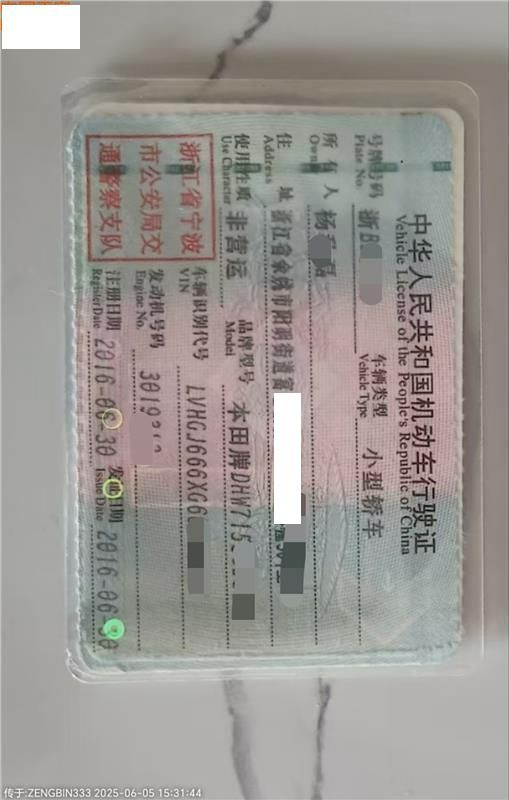 中华人民共和国机动车行驶证
Vehicle License of the People's Republic of China
号牌号码 浙B 车辆类型 小型轿车
Plate No. Vehicle Type
所有人 杨
Owner
住址 浙江省余姚市阳明街道富
Address
使用性质 非营运 品牌型号 本田牌DHW715
Use Character Model
浙江省宁波
市公安局交
通警察支队
车辆识别代号 LVHGJ666XG6
VIN
发动机号码 3019
Engine No.
注册日期 2016-06-30 发证日期 2016-06-30
Register Date Issue Date
传于:ZENGBIN333 2025-06-05 15:31:44